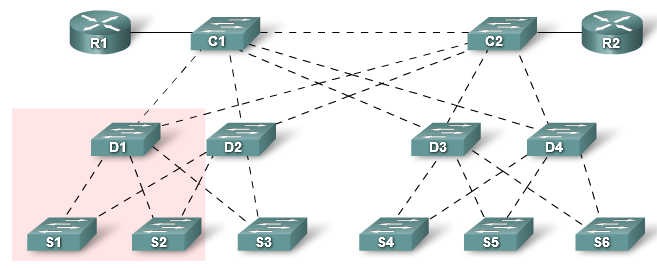 R1 C1 C2 R2
D1 D2 D3 D4
S1 S2 S3 S4 S5 S6